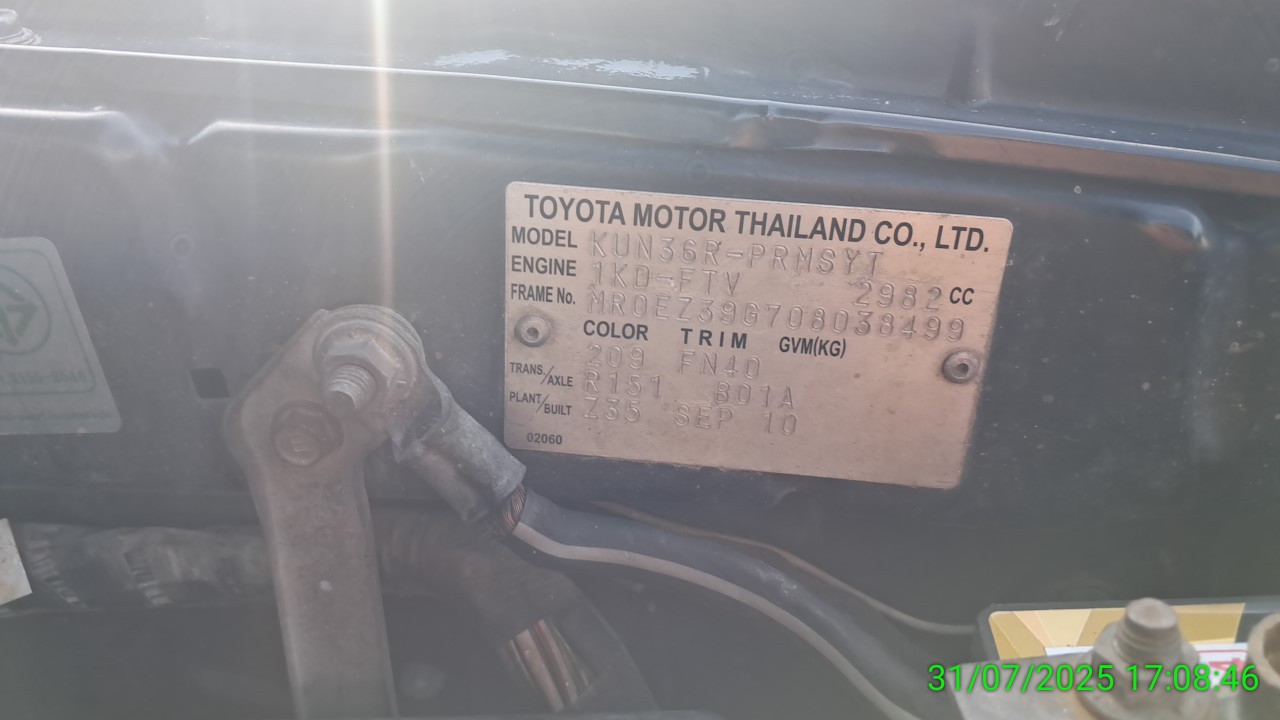 TOYOTA MOTOR THAILAND CO., LTD.
MODEL KUN36R-PRMSYT
ENGINE 1KD-FTV 2982 CC
FRAME No. MR0EZ39G708038499
COLOR TRIM GVM(KG)
209 FN40
TRANS./AXLE R151 B01A
PLANT/BUILT Z35 SEP 10
02060
31/07/2025 17:08:46